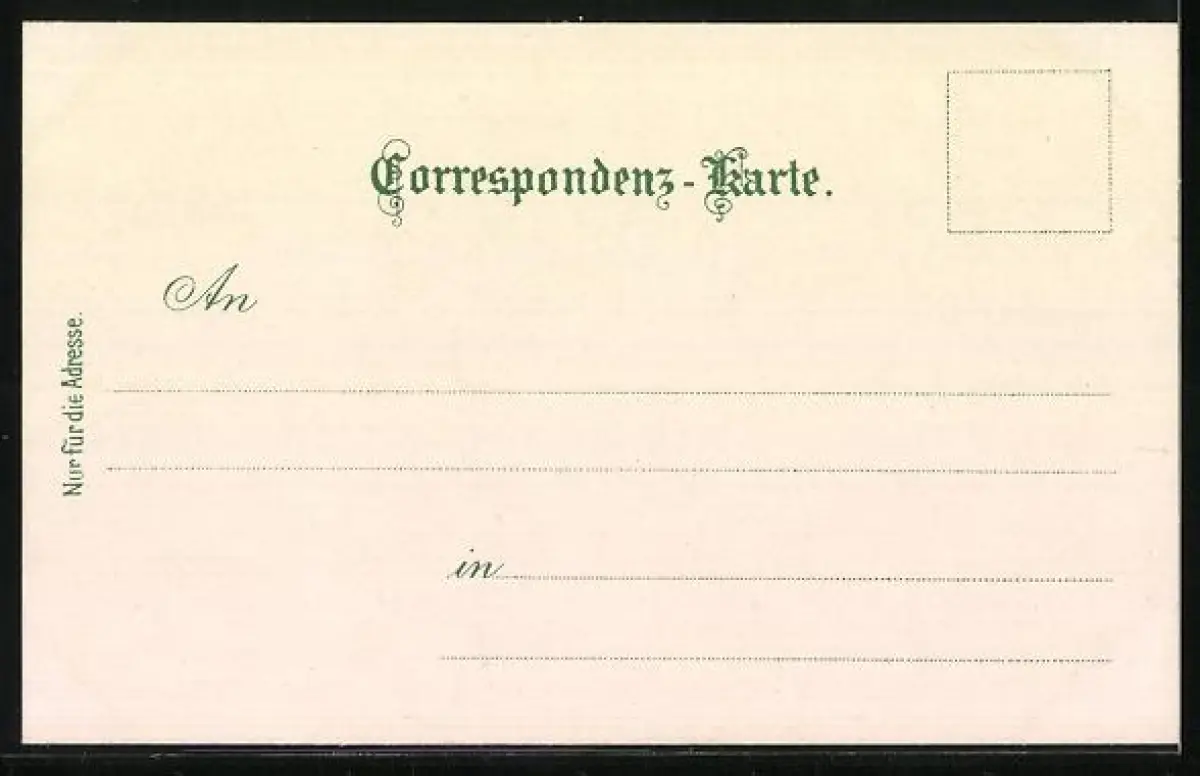 Correspondenz-Karte.
An
Nur für die Adresse.
in